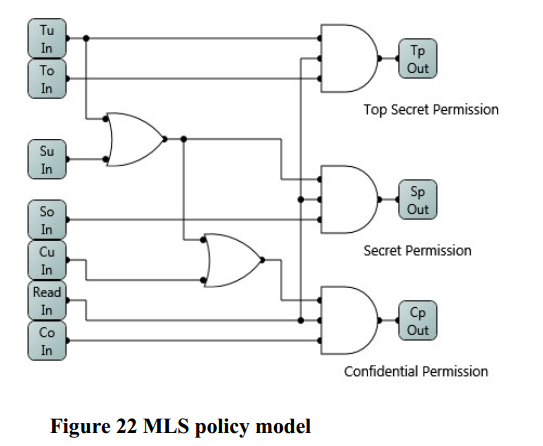 Tu
In
Tp
Out
To
In
Top Secret Permission
Su
In
Sp
Out
So
In
Secret Permission
Cu
In
Read
In
Cp
Out
Co
In
Confidential Permission
Figure 22 MLS policy model